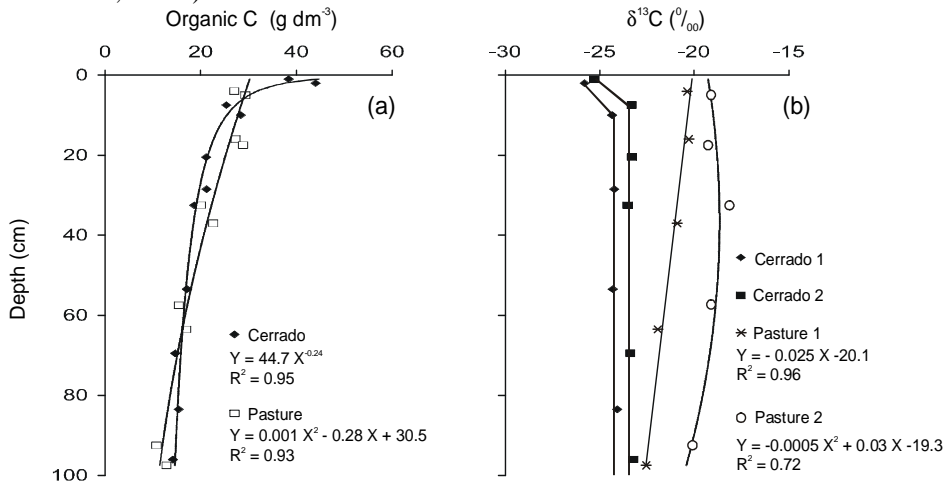 Organic C (g dm-3)
0 20 40 60
0
20
40
60
80
100
Depth (cm)
(a)
Cerrado
Y = 44.7 X-0.24
R2 = 0.95
Pasture
Y = 0.001 X2 - 0.28 X + 30.5
R2 = 0.93
δ13C (0/00)
-30 -25 -20 -15
(b)
Cerrado 1
Cerrado 2
Pasture 1
Y = - 0.025 X -20.1
R2 = 0.96
Pasture 2
Y = -0.0005 X2 + 0.03 X -19.3
R2 = 0.72